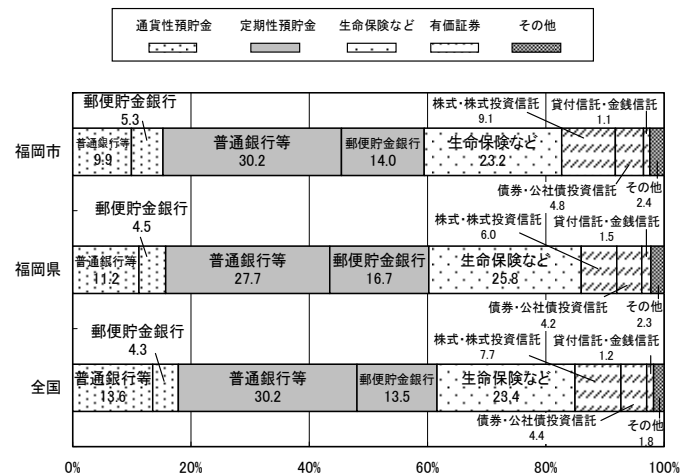 通貨性預貯金 定期性預貯金 生命保険など 有価証券 その他
0% 20% 40% 60% 80% 100%
福岡市
郵便貯金銀行
5.3
普通銀行等
9.9
普通銀行等
30.2
郵便貯金銀行
14.0
生命保険など
23.2
株式・株式投資信託
9.1
貸付信託・金銭信託
1.1
債券・公社債投資信託
4.8
その他
2.4
福岡県
郵便貯金銀行
4.5
普通銀行等
11.2
普通銀行等
27.7
郵便貯金銀行
16.7
生命保険など
25.8
株式・株式投資信託
6.0
貸付信託・金銭信託
1.5
債券・公社債投資信託
4.2
その他
2.3
全国
郵便貯金銀行
4.3
普通銀行等
13.6
普通銀行等
30.2
郵便貯金銀行
13.5
生命保険など
23.4
株式・株式投資信託
7.7
貸付信託・金銭信託
1.2
債券・公社債投資信託
4.4
その他
1.8
0% 20% 40% 60% 80% 100%